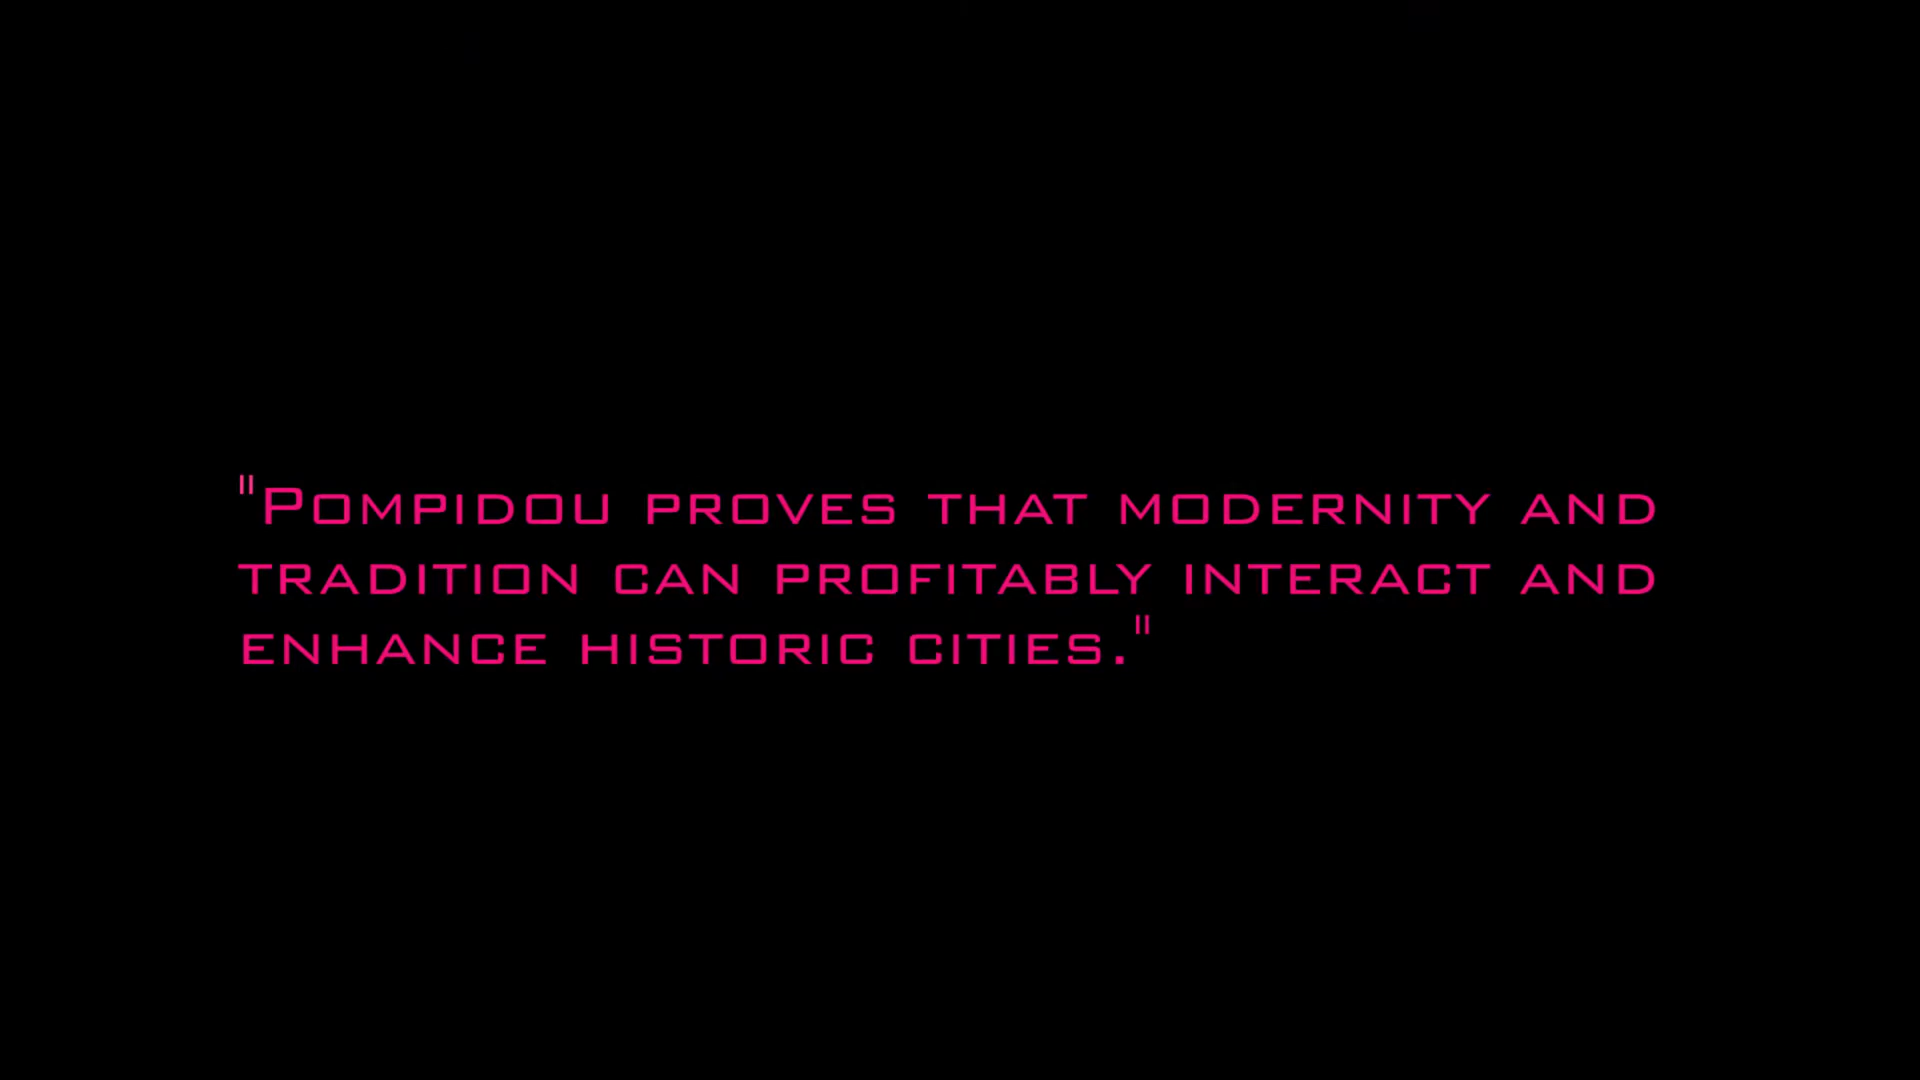 "Pompidou proves that modernity and
tradition can profitably interact and
enhance historic cities."